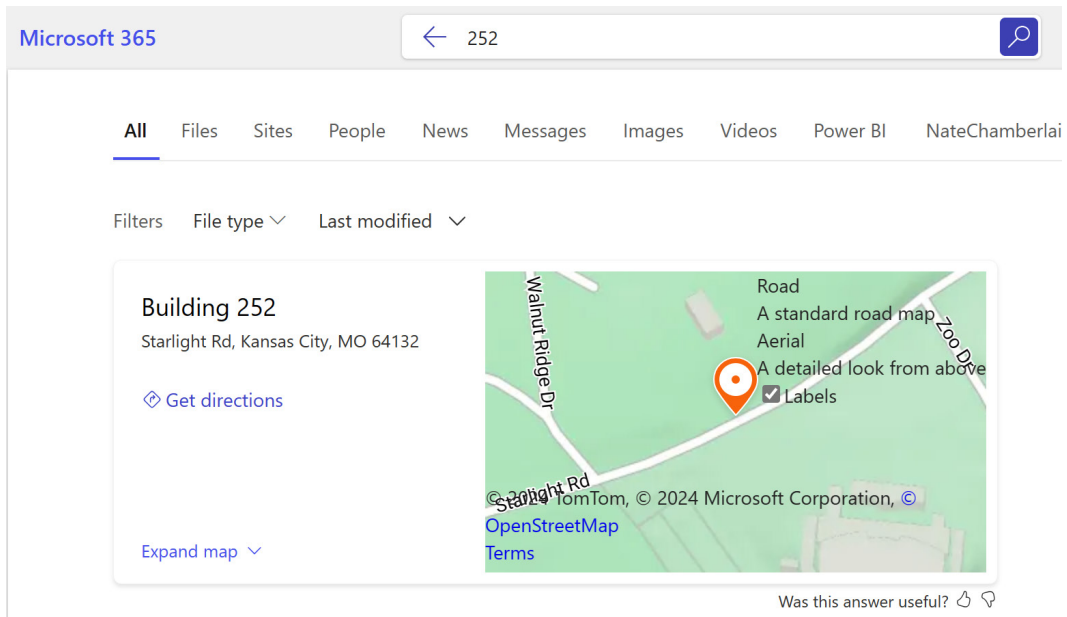 Microsoft 365
252
All Files Sites People News Messages Images Videos Power BI NateChamberlai
Filters File type Last modified
Building 252
Starlight Rd, Kansas City, MO 64132
Get directions
Expand map
Walnut Ridge Dr
Road
A standard road map
Aerial
A detailed look from above
Labels
Zoo Dr
Starlight Rd
© 2024 TomTom, © 2024 Microsoft Corporation, ©
OpenStreetMap
Terms
Was this answer useful?